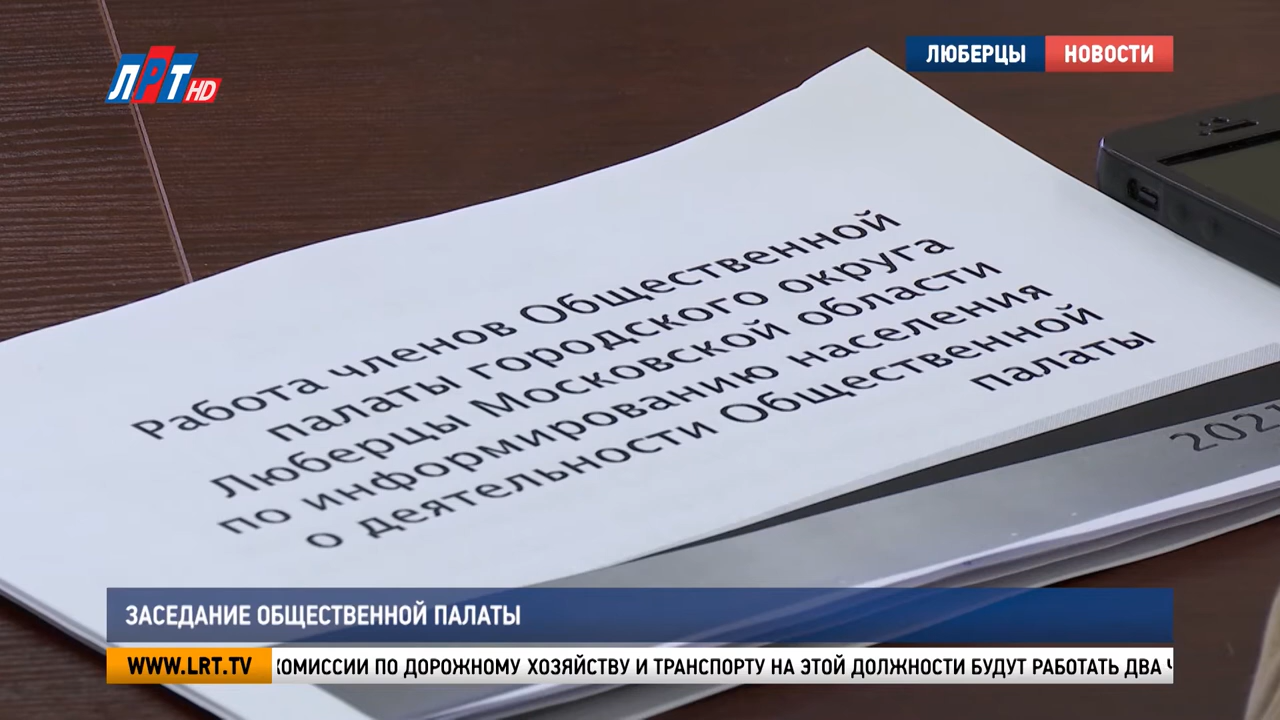 ЛРТ HD
ЛЮБЕРЦЫ НОВОСТИ
Работа членов Общественной
палаты городского округа
Люберцы Московской области
по информированию населения
о деятельности Общественной
палаты
2021
ЗАСЕДАНИЕ ОБЩЕСТВЕННОЙ ПАЛАТЫ
WWW.LRT.TV КОМИССИИ ПО ДОРОЖНОМУ ХОЗЯЙСТВУ И ТРАНСПОРТУ НА ЭТОЙ ДОЛЖНОСТИ БУДУТ РАБОТАТЬ ДВА